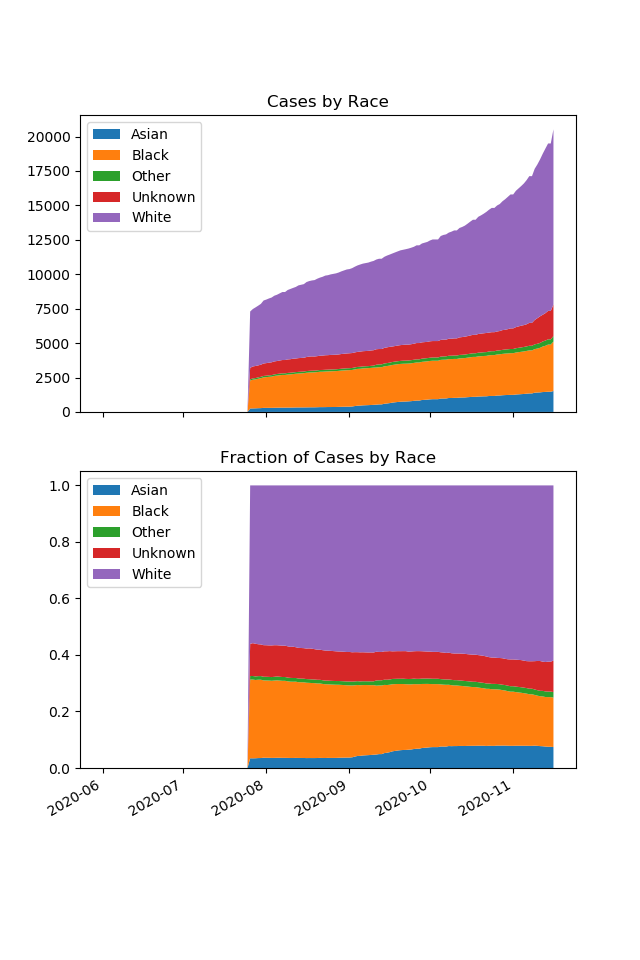 Cases by Race
20000
17500
15000
12500
10000
7500
5000
2500
0
Asian
Black
Other
Unknown
White
Fraction of Cases by Race
1.0
0.8
0.6
0.4
0.2
0.0
Asian
Black
Other
Unknown
White
2020-06
2020-07
2020-08
2020-09
2020-10
2020-11